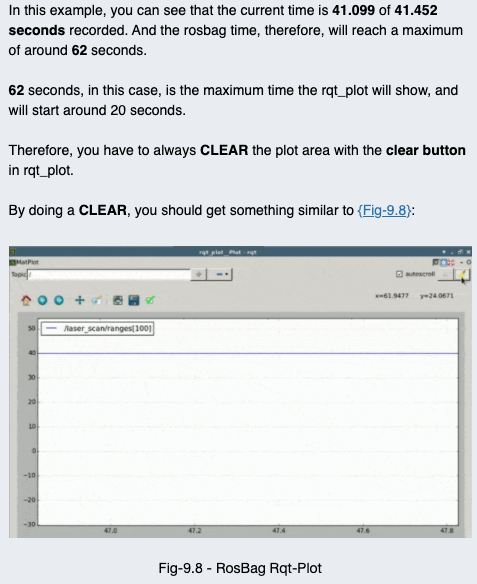 In this example, you can see that the current time is 41.099 of 41.452
seconds recorded. And the rosbag time, therefore, will reach a maximum
of around 62 seconds.
62 seconds, in this case, is the maximum time the rqt_plot will show, and
will start around 20 seconds.
Therefore, you have to always CLEAR the plot area with the clear button
in rqt_plot.
By doing a CLEAR, you should get something similar to {Fig-9.8}:
rqt_plot__Plot - rqt
MatPlot
Topic /
autoscroll
x=61.9477 y=24.0671
/laser_scan/ranges[100]
50
40
30
20
10
0
−10
−20
−30
47.0 47.2 47.4 47.6 47.8
Fig-9.8 - RosBag Rqt-Plot